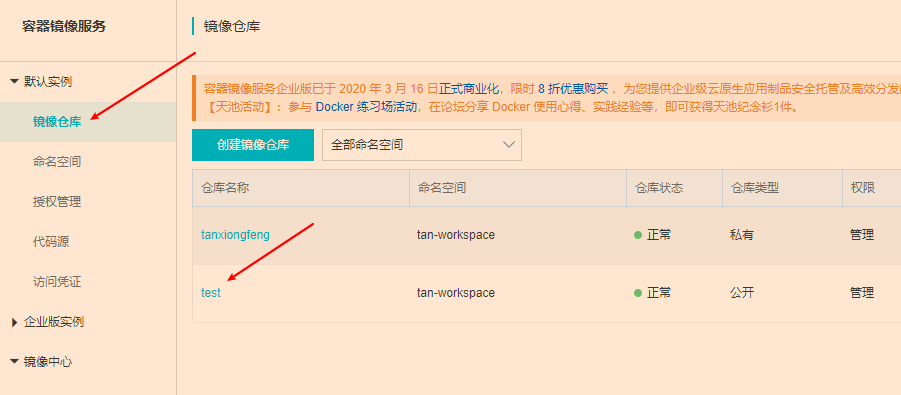 容器镜像服务
默认实例
镜像仓库
命名空间
授权管理
代码源
访问凭证
企业版实例
镜像中心
镜像仓库
容器镜像服务企业版已于 2020 年 3 月 16 日正式商业化，限时 8 折优惠购买 ，为您提供企业级云原生应用制品安全托管及高效分发
【天池活动】：参与 Docker 练习场活动，在论坛分享 Docker 使用心得、实践经验等，即可获得天池纪念衫1件。
创建镜像仓库 全部命名空间
仓库名称 命名空间 仓库状态 仓库类型 权限
tanxiongfeng tan-workspace 正常 私有 管理
test tan-workspace 正常 公开 管理